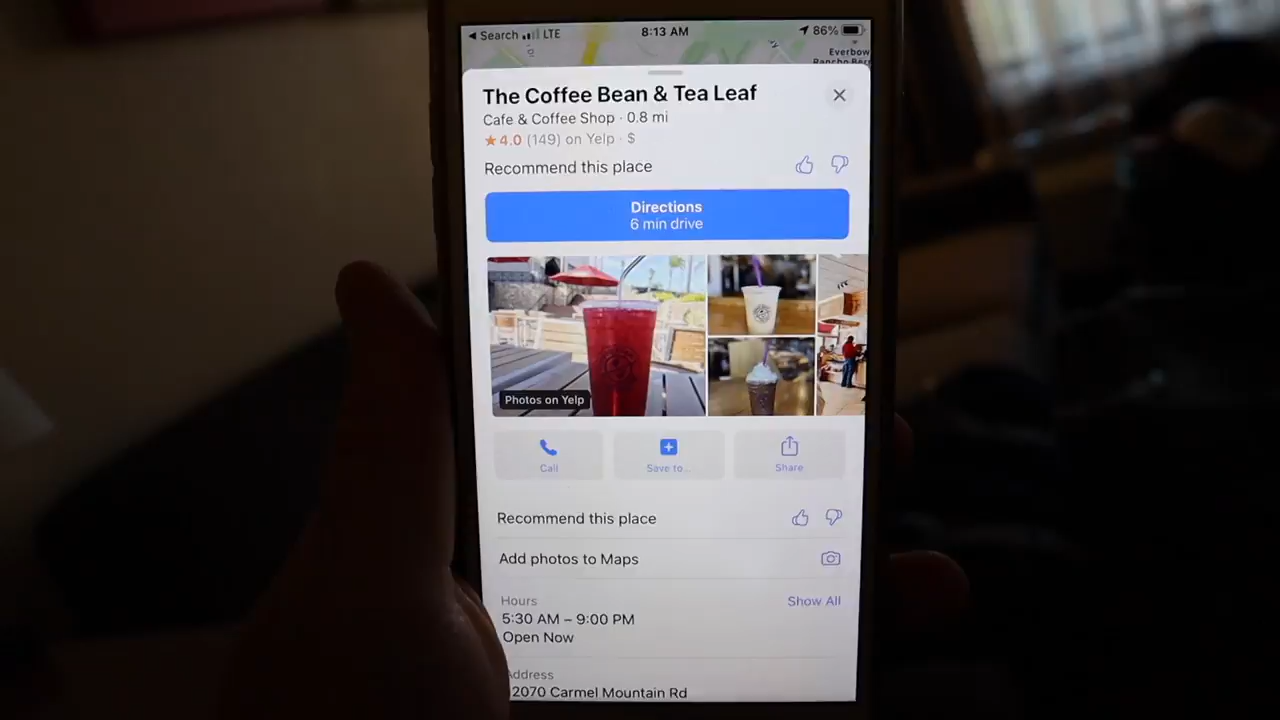 Search LTE 8:13 AM 86%
Everbow
Rancho Ber
The Coffee Bean & Tea Leaf
Cafe & Coffee Shop · 0.8 mi
4.0 (149) on Yelp · $
Recommend this place
Directions
6 min drive
Photos on Yelp
Call
Save to...
Share
Recommend this place
Add photos to Maps
Hours
Show All
5:30 AM – 9:00 PM
Open Now
Address
2070 Carmel Mountain Rd